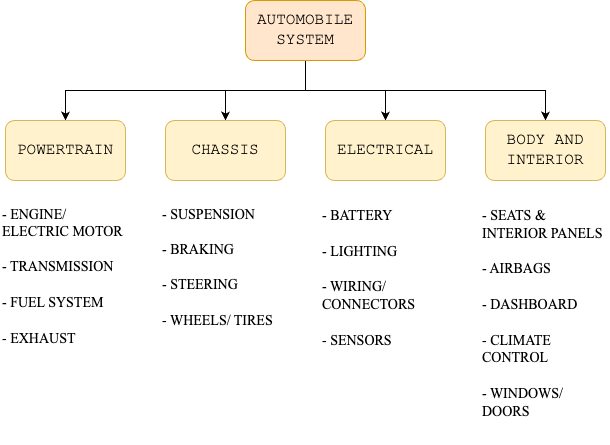 AUTOMOBILE
SYSTEM
POWERTRAIN
CHASSIS
ELECTRICAL
BODY AND
INTERIOR
- ENGINE/
ELECTRIC MOTOR
- TRANSMISSION
- FUEL SYSTEM
- EXHAUST
- SUSPENSION
- BRAKING
- STEERING
- WHEELS/ TIRES
- BATTERY
- LIGHTING
- WIRING/
CONNECTORS
- SENSORS
- SEATS &
INTERIOR PANELS
- AIRBAGS
- DASHBOARD
- CLIMATE
CONTROL
- WINDOWS/
DOORS